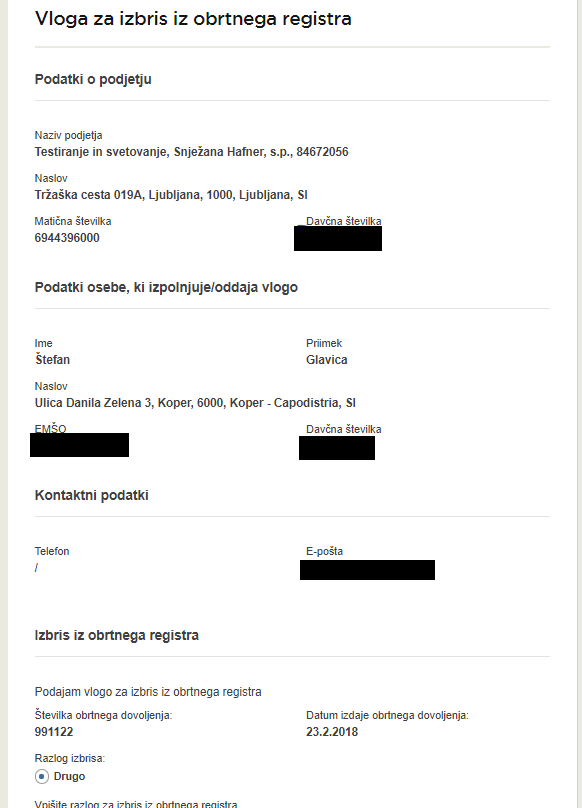 Vloga za izbris iz obrtnega registra
Podatki o podjetju
Naziv podjetja
Testiranje in svetovanje, Snježana Hafner, s.p., 84672056
Naslov
Tržaška cesta 019A, Ljubljana, 1000, Ljubljana, SI
Matična številka
6944396000
Davčna številka
Podatki osebe, ki izpolnjuje/oddaja vlogo
Ime
Štefan
Priimek
Glavica
Naslov
Ulica Danila Zelena 3, Koper, 6000, Koper - Capodistria, SI
EMŠO
Davčna številka
Kontaktni podatki
Telefon
/
E-pošta
Izbris iz obrtnega registra
Podajam vlogo za izbris iz obrtnega registra
Številka obrtnega dovoljenja:
991122
Datum izdaje obrtnega dovoljenja:
23.2.2018
Razlog izbrisa:
Drugo
Vpišite razlog za izbris iz obrtnega registra